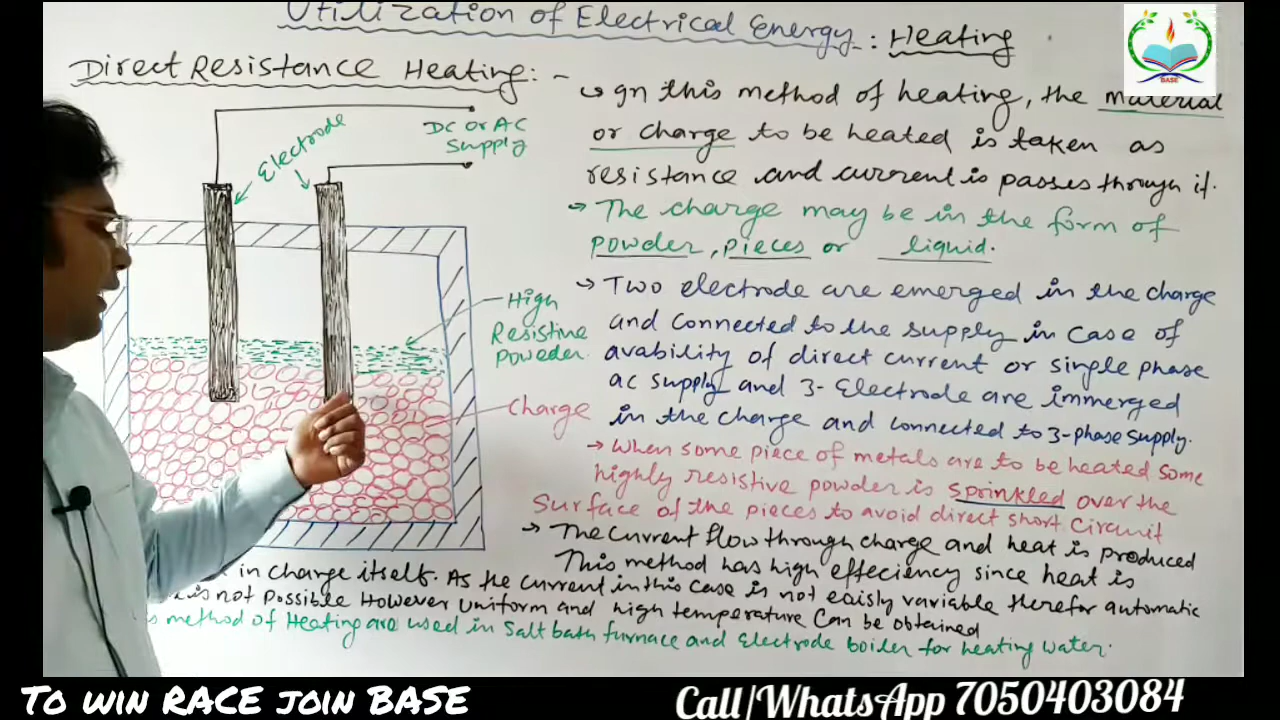 Utilization of Electrical Energy : Heating
Direct Resistance Heating : -
DC or AC
Supply
Electrode
High
Resistive
Poweder.
Charge
In this method of heating, the material
or charge to be heated is taken as
resistance and current is passes through it.
The charge may be in the form of
powder, pieces or liquid.
Two electrode are emerged in the charge
and connected to the supply in case of
avability of direct current or single phase
ac supply and 3-Electrode are immerged
in the charge and connected to 3-phase supply.
When some piece of metals are to be heated some
highly resistive powder is sprinkled over the
surface of the pieces to avoid direct short circuit
The current flow through charge and heat is produced
This method has high effeciency since heat is
in charge itself. As the current in this case is not eaisly variable therefor automatic
is not possible However uniform and high temperature can be obtained
method of Heating are used in Salt bath furnace and Electrode boiler for heating water.
BASE
To win RACE join BASE
Call/WhatsApp 7050403084